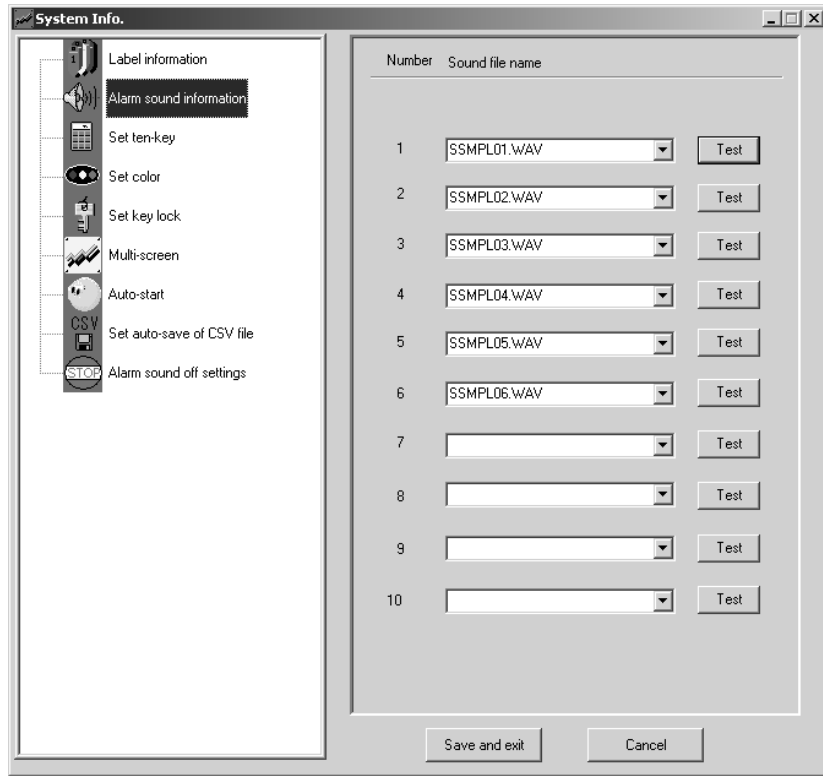 System Info.
Label information
Alarm sound information
Set ten-key
Set color
Set key lock
Multi-screen
Auto-start
CSV
Set auto-save of CSV file
STOP
Alarm sound off settings
Number Sound file name
1 SSMPL01.WAV Test
2 SSMPL02.WAV Test
3 SSMPL03.WAV Test
4 SSMPL04.WAV Test
5 SSMPL05.WAV Test
6 SSMPL06.WAV Test
7 Test
8 Test
9 Test
10 Test
Save and exit Cancel